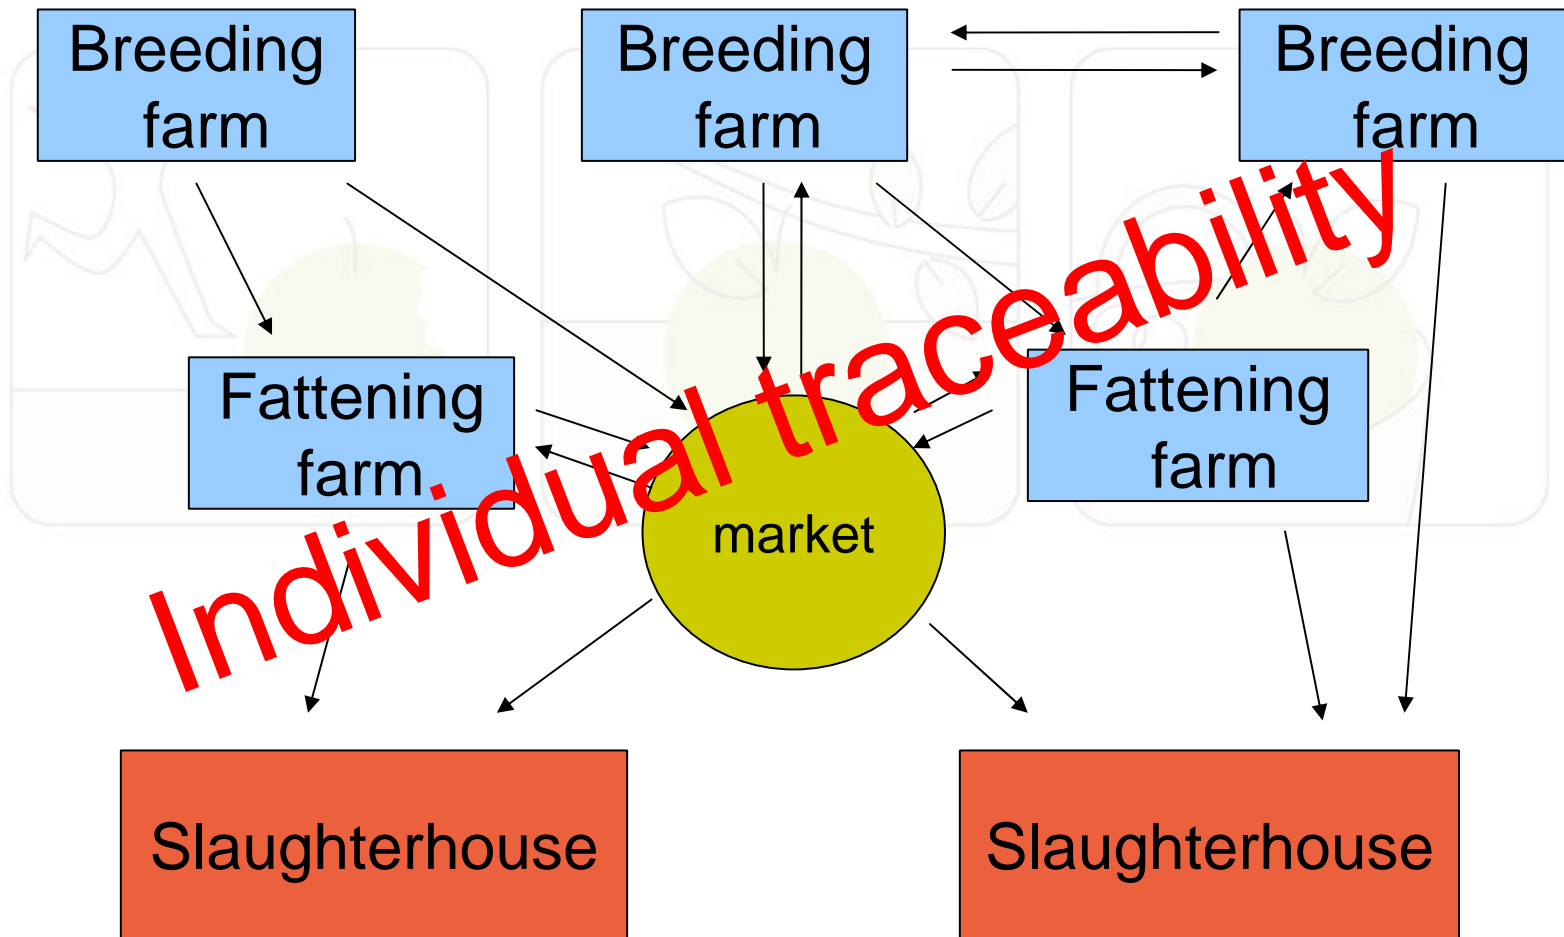 Breeding
farm
Breeding
farm
Breeding
farm
Individual traceability
Fattening
farm
Fattening
farm
market
Slaughterhouse
Slaughterhouse